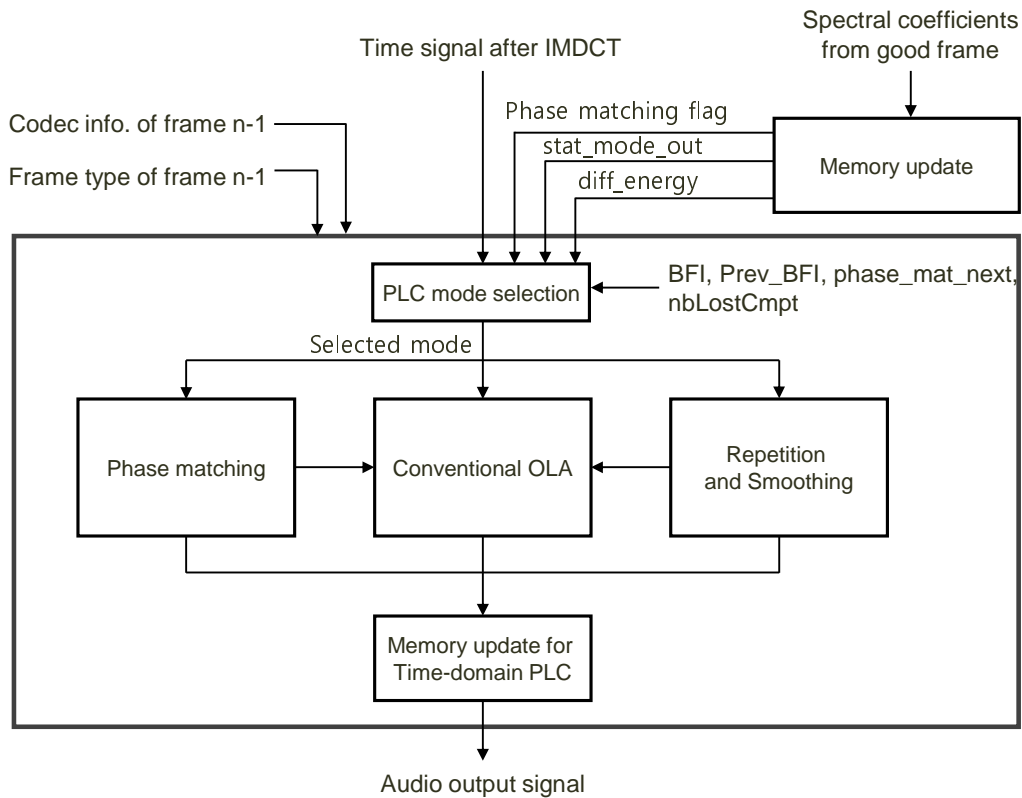 Spectral coefficients
from good frame
Time signal after IMDCT
Phase matching flag
Codec info. of frame n-1
stat_mode_out
Memory update
Frame type of frame n-1
diff_energy
BFI, Prev_BFI, phase_mat_next,
nbLostCmpt
PLC mode selection
Selected mode
Phase matching
Conventional OLA
Repetition
and Smoothing
Memory update for
Time-domain PLC
Audio output signal